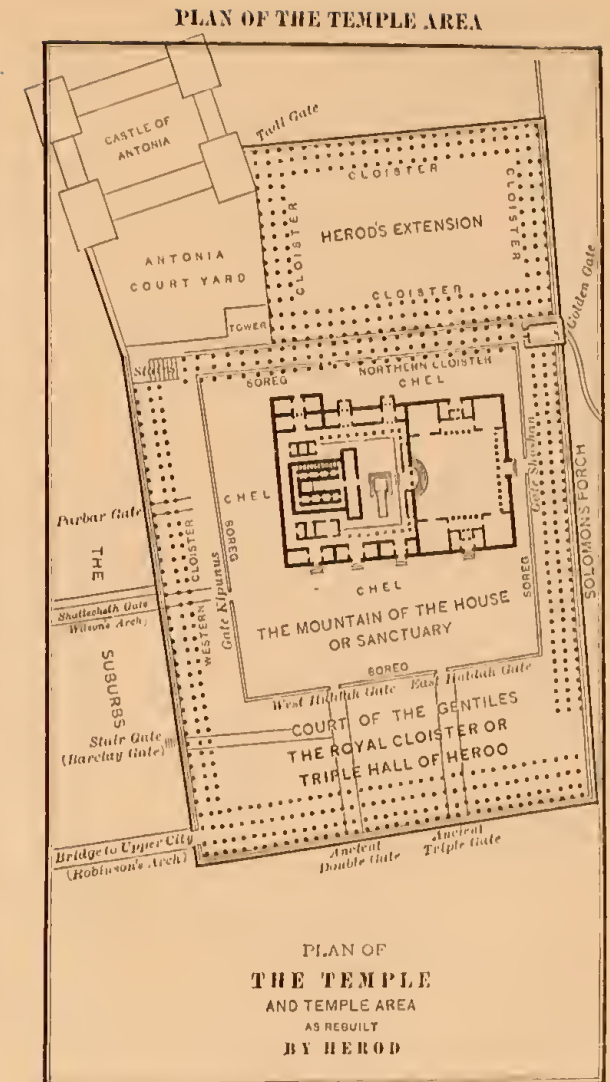 PLAN OF THE TEMPLE AREA
CASTLE OF
ANTONIA
Tadi Gate
CLOISTER
CLOISTER
CLOISTER
HEROD'S EXTENSION
ANTONIA
COURT YARD
CLOISTER
Golden Gate
TOWER
Stairs
SOREG
NORTHERN CLOISTER
CHEL
Gate Shushan
SOLOMONS PORCH
CHEL
Parbar Gate
SOREG
CLOISTER
WESTERN
THE
SUBURBS
SOREG
CHEL
Shallecheth Gate
(Wilson's Arch)
Gate Kipunus
THE MOUNTAIN OF THE HOUSE
OR SANCTUARY
SOREG
West Huldah Gate
East Huldah Gate
COURT OF THE GENTILES
Stair Gate
(Barclay Gate)
THE ROYAL CLOISTER OR
TRIPLE HALL OF HEROD
Bridge to Upper City
(Robinson's Arch)
Ancient
Double Gate
Ancient
Triple Gate
PLAN OF
THE TEMPLE
AND TEMPLE AREA
AS REBUILT
BY HEROD